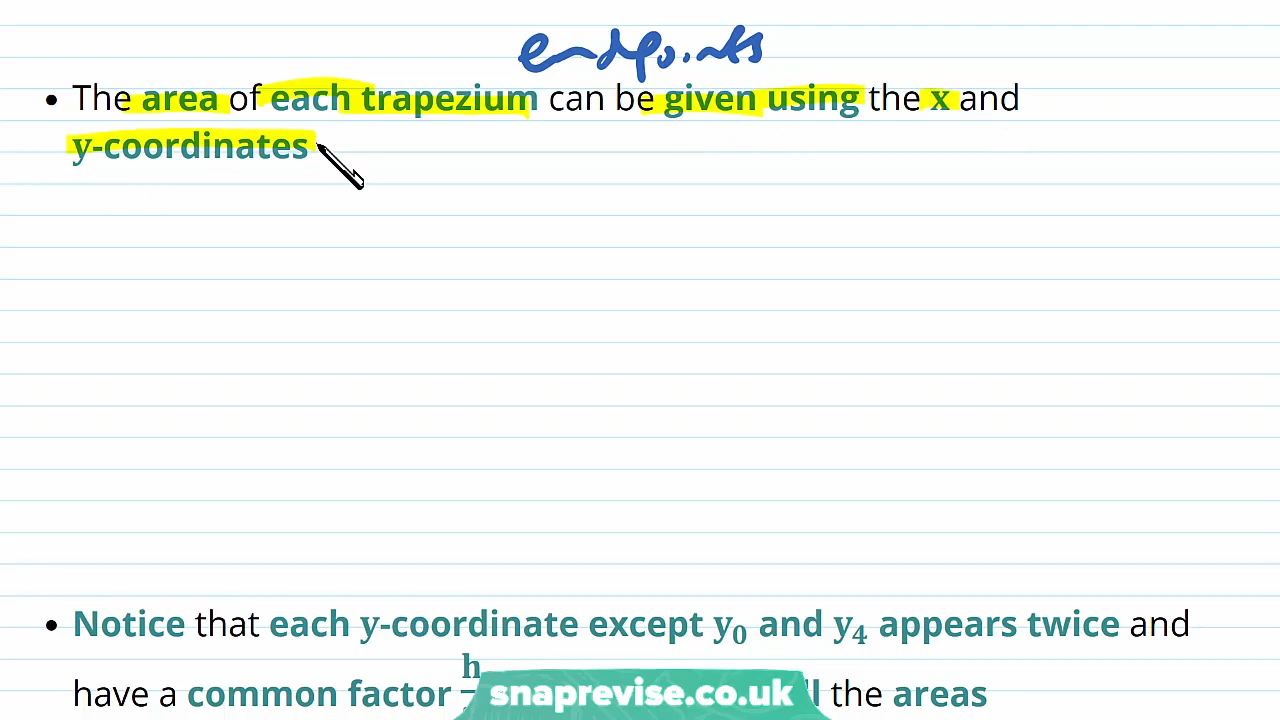 endpoints
• The area of each trapezium can be given using the x and
y-coordinates
• Notice that each y-coordinate except y₀ and y₄ appears twice and
h
have a common factor the areas
snaprevise.co.uk